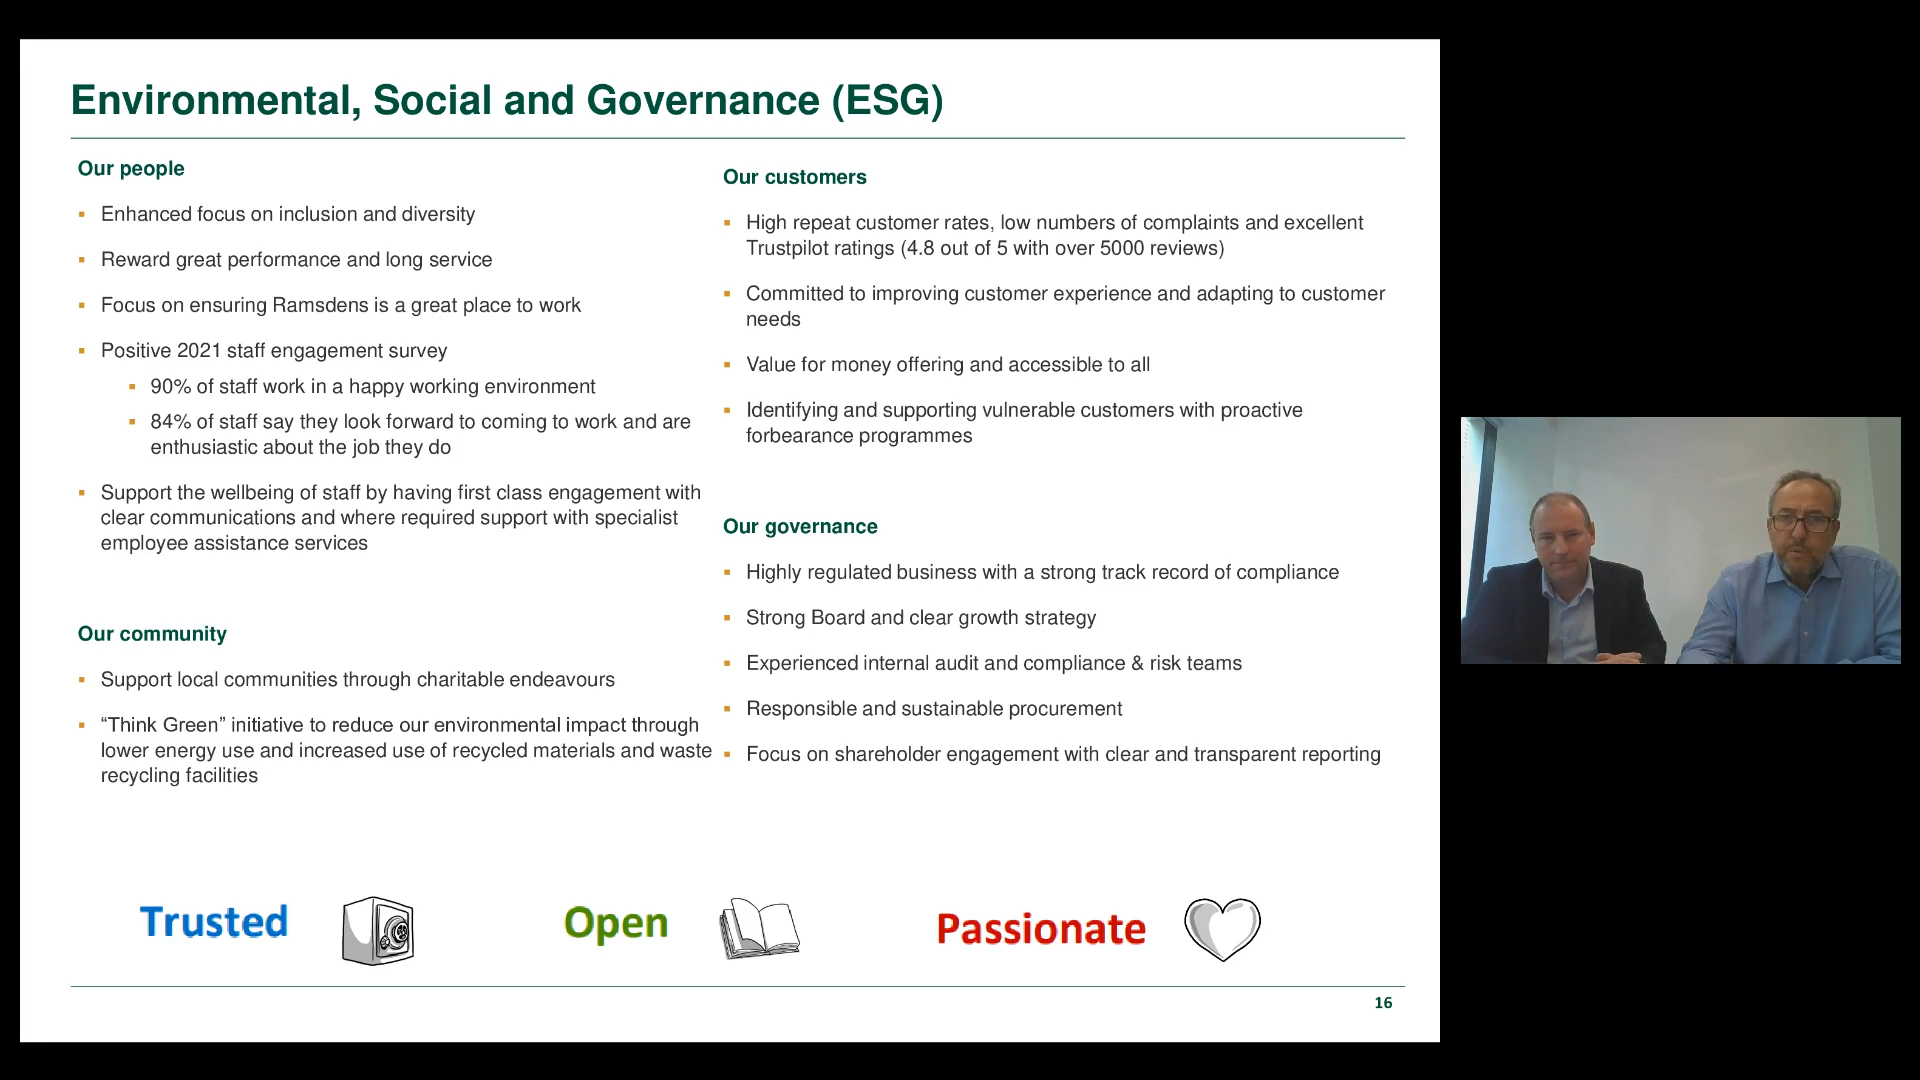 Environmental, Social and Governance (ESG)
Our people
Enhanced focus on inclusion and diversity
Reward great performance and long service
Focus on ensuring Ramsdens is a great place to work
Positive 2021 staff engagement survey
90% of staff work in a happy working environment
84% of staff say they look forward to coming to work and are
enthusiastic about the job they do
Support the wellbeing of staff by having first class engagement with
clear communications and where required support with specialist
employee assistance services
Our community
Support local communities through charitable endeavours
“Think Green” initiative to reduce our environmental impact through
lower energy use and increased use of recycled materials and waste
recycling facilities
Our customers
High repeat customer rates, low numbers of complaints and excellent
Trustpilot ratings (4.8 out of 5 with over 5000 reviews)
Committed to improving customer experience and adapting to customer
needs
Value for money offering and accessible to all
Identifying and supporting vulnerable customers with proactive
forbearance programmes
Our governance
Highly regulated business with a strong track record of compliance
Strong Board and clear growth strategy
Experienced internal audit and compliance & risk teams
Responsible and sustainable procurement
Focus on shareholder engagement with clear and transparent reporting
Trusted
Open
Passionate
16